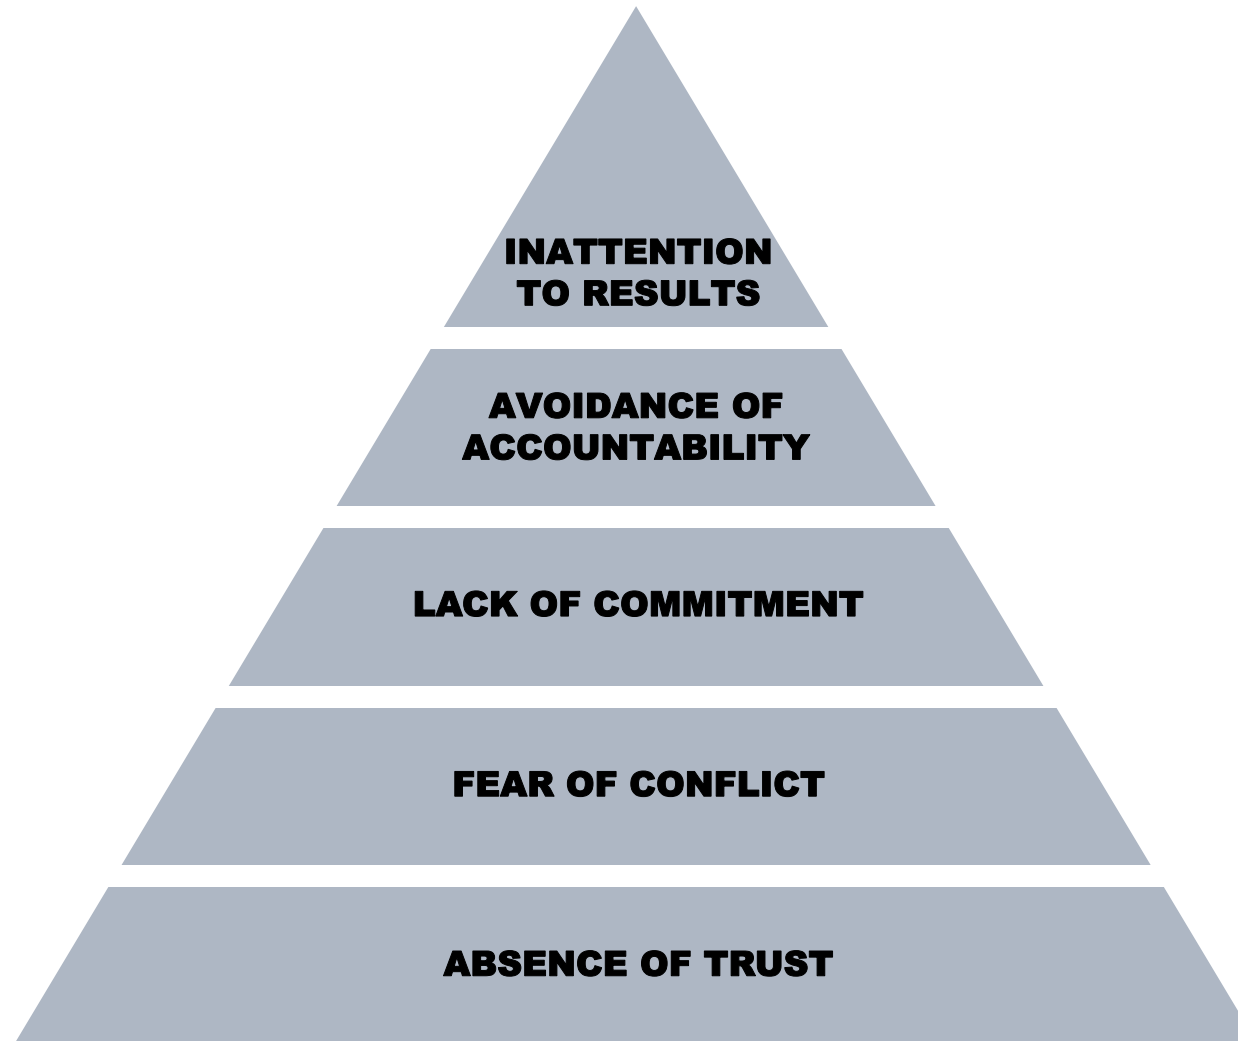 INATTENTION
TO RESULTS
AVOIDANCE OF
ACCOUNTABILITY
LACK OF COMMITMENT
FEAR OF CONFLICT
ABSENCE OF TRUST